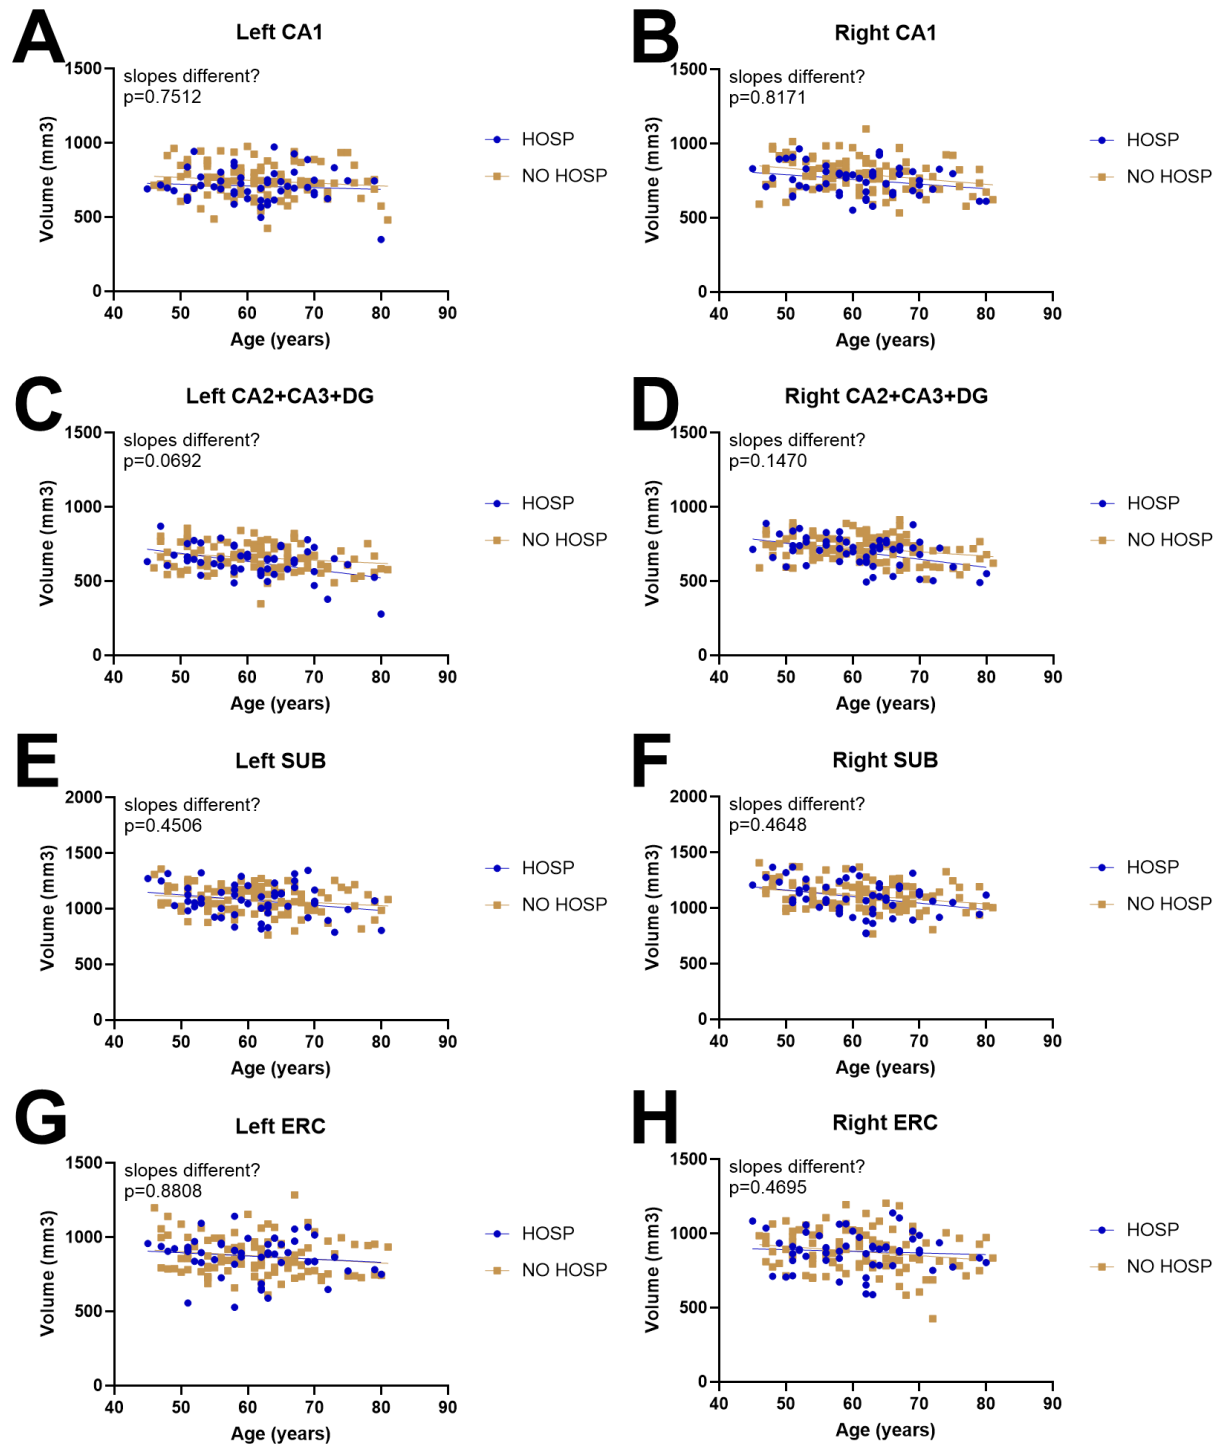 A
Left CA1
slopes different?
p=0.7512
1500
1000
500
0
40 50 60 70 80 90
Volume (mm3)
Age (years)
HOSP
NO HOSP
B
Right CA1
slopes different?
p=0.8171
1500
1000
500
0
40 50 60 70 80 90
Volume (mm3)
Age (years)
HOSP
NO HOSP
C
Left CA2+CA3+DG
slopes different?
p=0.0692
1500
1000
500
0
40 50 60 70 80 90
Volume (mm3)
Age (years)
HOSP
NO HOSP
D
Right CA2+CA3+DG
slopes different?
p=0.1470
1500
1000
500
0
40 50 60 70 80 90
Volume (mm3)
Age (years)
HOSP
NO HOSP
E
Left SUB
slopes different?
p=0.4506
2000
1500
1000
500
0
40 50 60 70 80 90
Volume (mm3)
Age (years)
HOSP
NO HOSP
F
Right SUB
slopes different?
p=0.4648
2000
1500
1000
500
0
40 50 60 70 80 90
Volume (mm3)
Age (years)
HOSP
NO HOSP
G
Left ERC
slopes different?
p=0.8808
1500
1000
500
0
40 50 60 70 80 90
Volume (mm3)
Age (years)
HOSP
NO HOSP
H
Right ERC
slopes different?
p=0.4695
1500
1000
500
0
40 50 60 70 80 90
Volume (mm3)
Age (years)
HOSP
NO HOSP